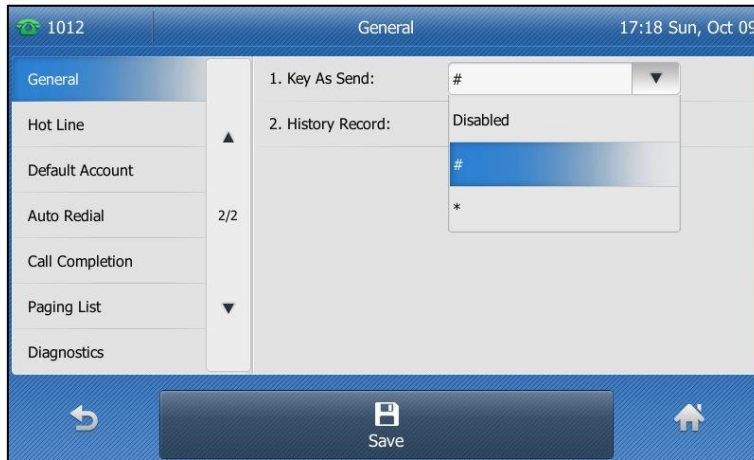 1012 General 17:18 Sun, Oct 09
General
Hot Line
Default Account
Auto Redial
Call Completion
Paging List
Diagnostics
2/2
1. Key As Send: #
2. History Record:
Disabled
#
*
Save